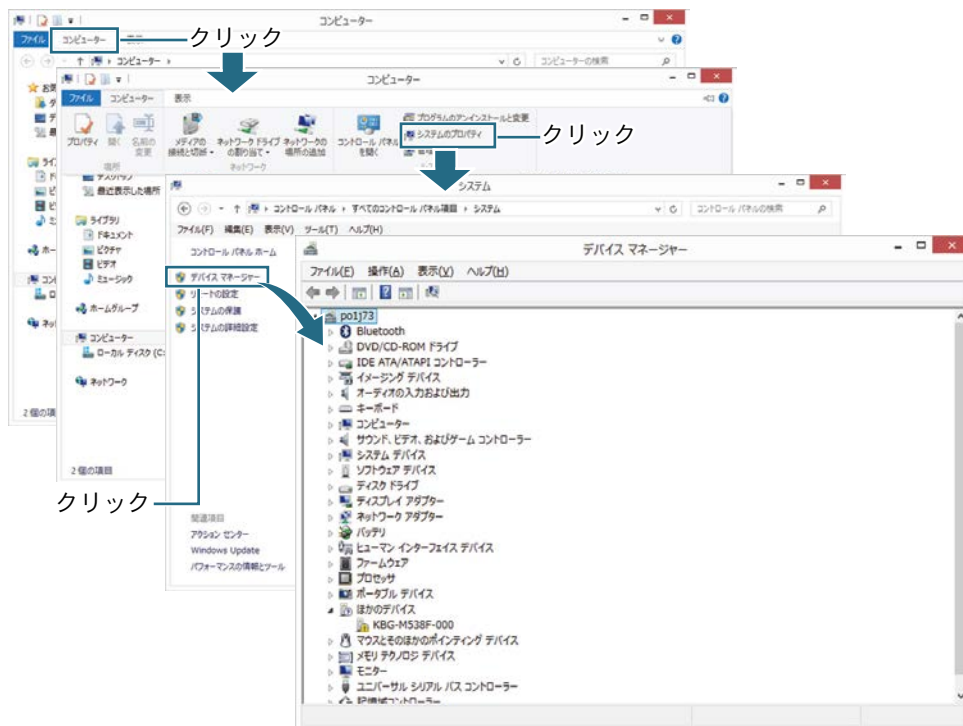 コンピューター
ファイル
コンピューター
クリック
コンピューター
コンピューターの検索
コンピューター
ファイル
コンピューター
表示
プロパティ
開く
名前の
変更
メディアの
接続と切断
ネットワーク ドライブ
の割り当て
ネットワークの
場所の追加
コントロール パネル
を開く
プログラムのアンインストールと変更
システムのプロパティ
クリック
場所
ネットワーク
最近表示した場所
ライブラリ
ドキュメント
ピクチャ
ビデオ
ミュージック
ホームグループ
コンピューター
ローカル ディスク (C:
ネットワーク
2 個の項
2 個の項目
クリック
システム
コントロール パネル
すべてのコントロール パネル項目
システム
コントロール パネルの検索
ファイル(F) 編集(E) 表示(V) ツール(T) ヘルプ(H)
コントロール パネル ホーム
デバイス マネージャー
システムの保護
システムの詳細設定
関連項目
アクション センター
Windows Update
パフォーマンスの情報とツール
デバイス マネージャー
ファイル(F) 操作(A) 表示(V) ヘルプ(H)
po1j73
Bluetooth
DVD/CD-ROM ドライブ
IDE ATA/ATAPI コントローラー
イメージング デバイス
オーディオの入力および出力
キーボード
コンピューター
サウンド、ビデオ、およびゲーム コントローラー
システム デバイス
ソフトウェア デバイス
ディスク ドライブ
ディスプレイ アダプター
ネットワーク アダプター
バッテリ
ヒューマン インターフェイス デバイス
ファームウェア
プロセッサ
ポータブル デバイス
ほかのデバイス
KBG-M538F-000
マウスとそのほかのポインティング デバイス
メモリ テクノロジ デバイス
モニター
ユニバーサル シリアル バス コントローラー
記憶域コントローラー